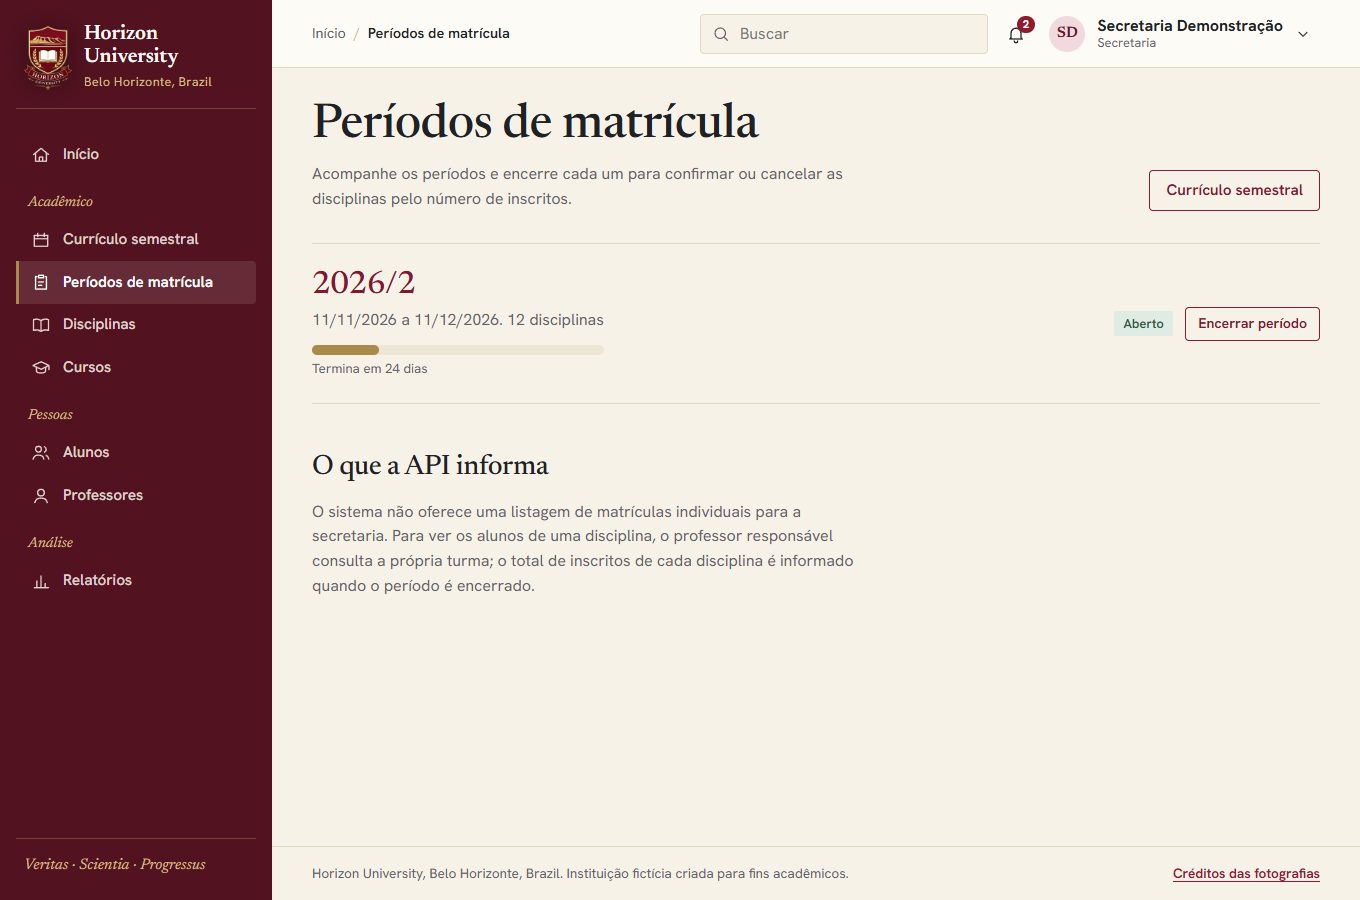 Horizon
University
Belo Horizonte, Brazil
Início
Acadêmico
Currículo semestral
Períodos de matrícula
Disciplinas
Cursos
Pessoas
Alunos
Professores
Análise
Relatórios
Veritas · Scientia · Progressus
Início / Períodos de matrícula
Buscar
2
SD
Secretaria Demonstração
Secretaria
Períodos de matrícula
Acompanhe os períodos e encerre cada um para confirmar ou cancelar as
disciplinas pelo número de inscritos.
Currículo semestral
2026/2
11/11/2026 a 11/12/2026. 12 disciplinas
Aberto
Encerrar período
Termina em 24 dias
O que a API informa
O sistema não oferece uma listagem de matrículas individuais para a
secretaria. Para ver os alunos de uma disciplina, o professor responsável
consulta a própria turma; o total de inscritos de cada disciplina é informado
quando o período é encerrado.
Horizon University, Belo Horizonte, Brazil. Instituição fictícia criada para fins acadêmicos.
Créditos das fotografias